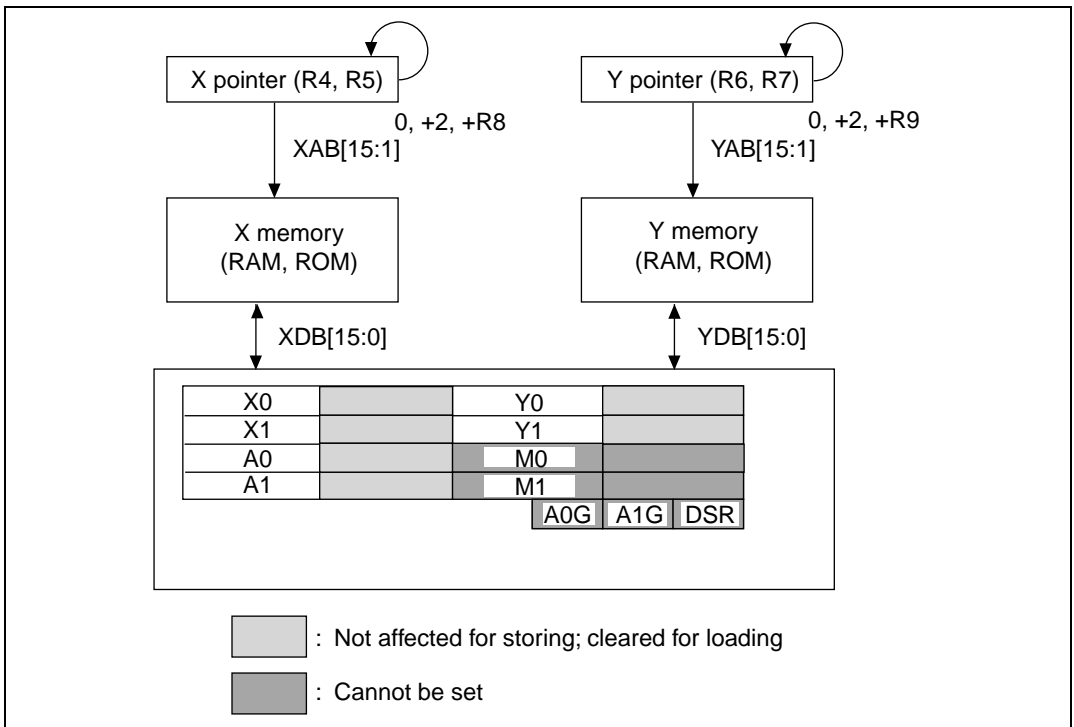 X pointer (R4, R5)
Y pointer (R6, R7)
0, +2, +R8
0, +2, +R9
XAB[15:1]
YAB[15:1]
X memory
(RAM, ROM)
Y memory
(RAM, ROM)
XDB[15:0]
YDB[15:0]
X0 Y0
X1 Y1
A0 M0
A1 M1
A0G A1G DSR
: Not affected for storing; cleared for loading
: Cannot be set